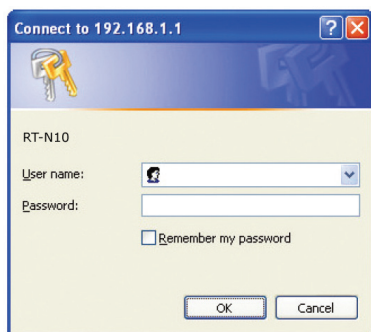 Connect to 192.168.1.1
RT-N10
User name:
Password:
Remember my password
OK
Cancel